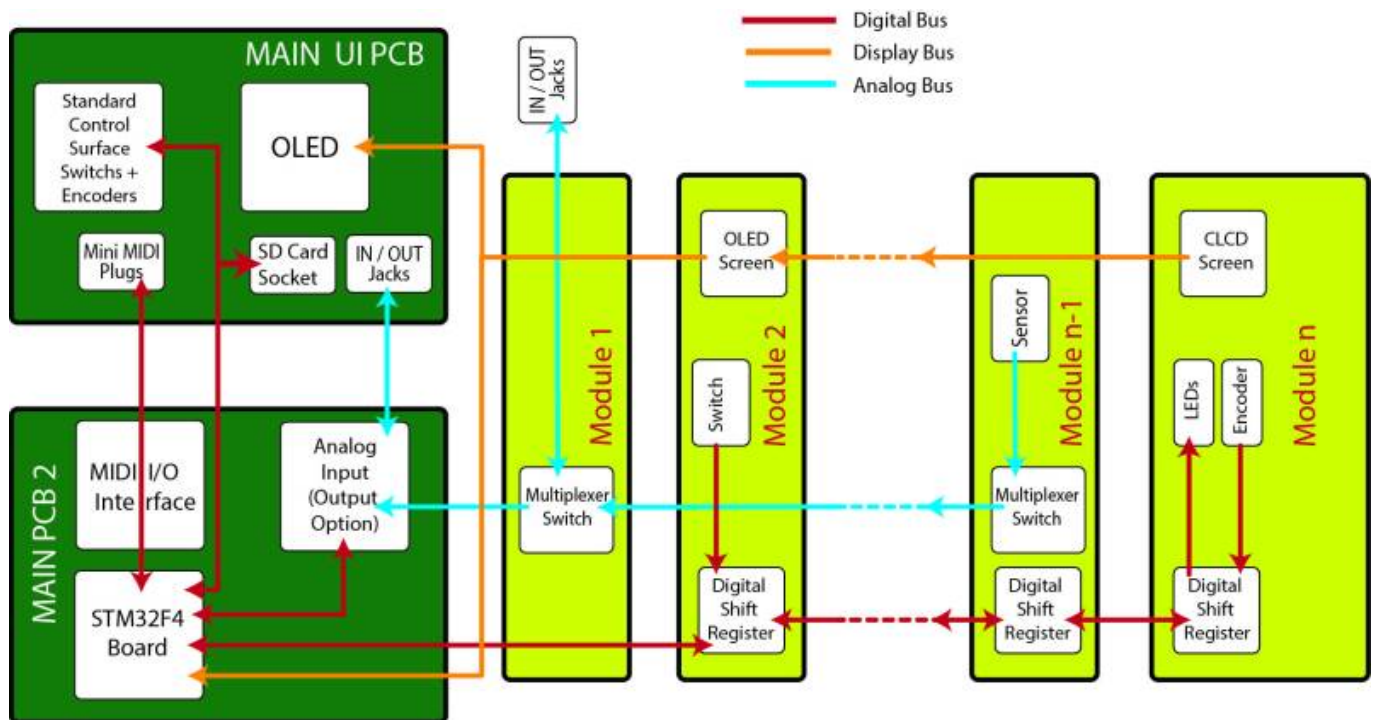 Digital Bus
Display Bus
Analog Bus
MAIN UI PCB
Standard
Control
Surface
Switchs +
Encoders
OLED
Mini MIDI
Plugs
SD Card
Socket
IN / OUT
Jacks
IN / OUT
Jacks
MAIN PCB 2
MIDI I/O
Interface
Analog
Input
(Output
Option)
STM32F4
Board
Module 1
Multiplexer
Switch
Module 2
OLED
Screen
Switch
Digital
Shift
Register
Module n-1
Sensor
Multiplexer
Switch
Digital
Shift
Register
Module n
CLCD
Screen
LEDs
Encoder
Digital
Shift
Register